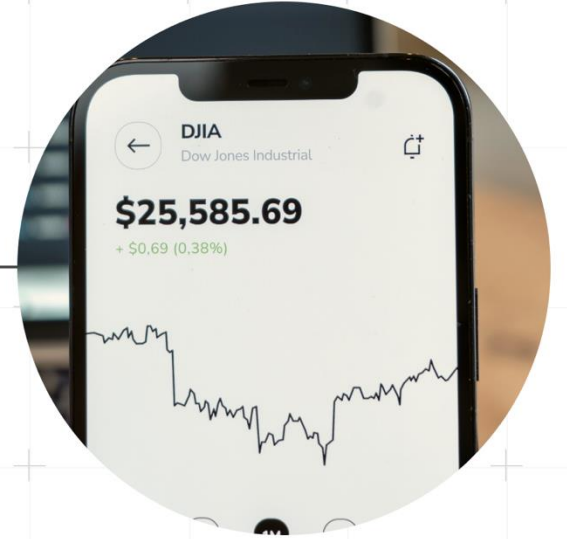 DJIA
Dow Jones Industrial
$25,585.69
+ $0,69 (0,38%)